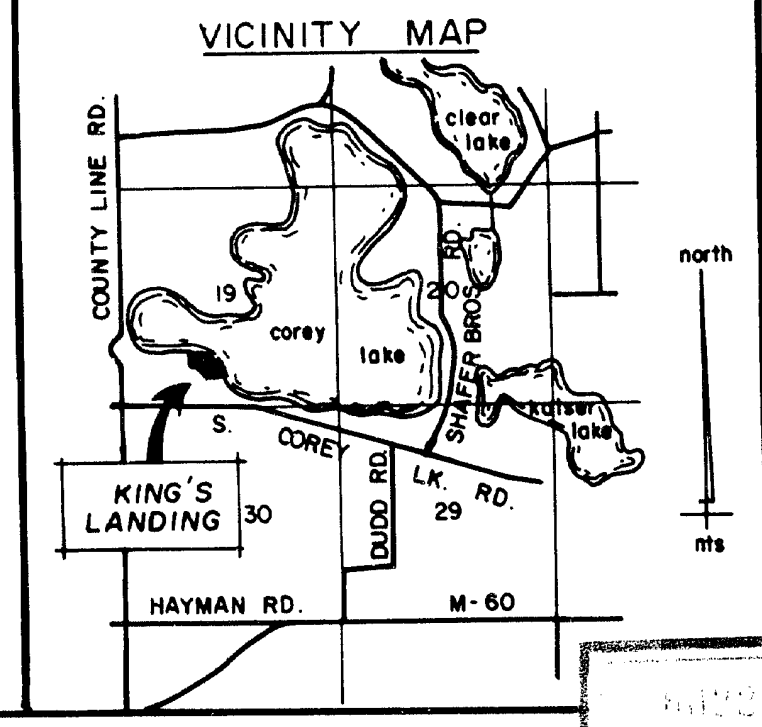 VICINITY MAP
clear
lake
COUNTY LINE RD.
SHAFER BROS. RD.
north
19
20
corey
lake
kaiser
lake
S. COREY LK. RD.
KING'S
LANDING
30
29
DUDD RD.
nts
HAYMAN RD.
M-60